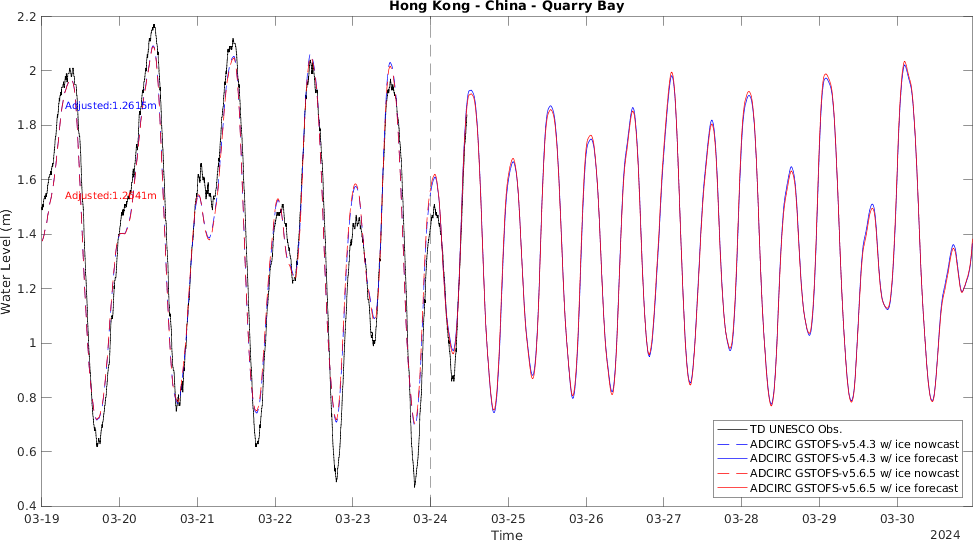 Hong Kong - China - Quarry Bay
Water Level (m)
2.2
2
1.8
1.6
1.4
1.2
1
0.8
0.6
0.4
Adjusted:1.2615m
Adjusted:1.2541m
TD UNESCO Obs.
ADCIRC GSTOFS-v5.4.3 w/ ice nowcast
ADCIRC GSTOFS-v5.4.3 w/ ice forecast
ADCIRC GSTOFS-v5.6.5 w/ ice nowcast
ADCIRC GSTOFS-v5.6.5 w/ ice forecast
03-19 03-20 03-21 03-22 03-23 03-24 03-25 03-26 03-27 03-28 03-29 03-30
Time
2024